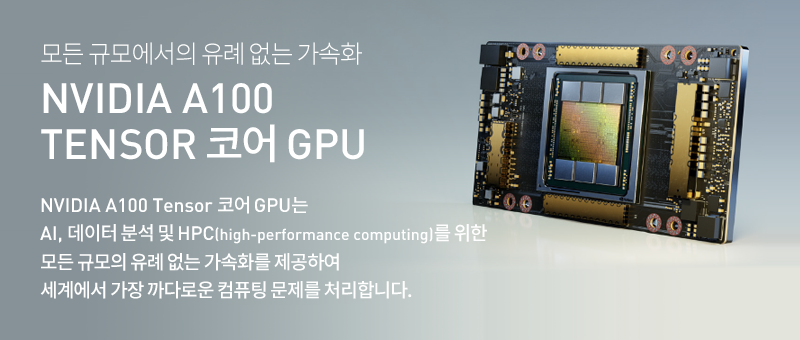 모든 규모에서의 유례 없는 가속화
NVIDIA A100
TENSOR 코어 GPU
NVIDIA A100 Tensor 코어 GPU는
AI, 데이터 분석 및 HPC(high-performance computing)를 위한
모든 규모의 유례 없는 가속화를 제공하여
세계에서 가장 까다로운 컴퓨팅 문제를 처리합니다.